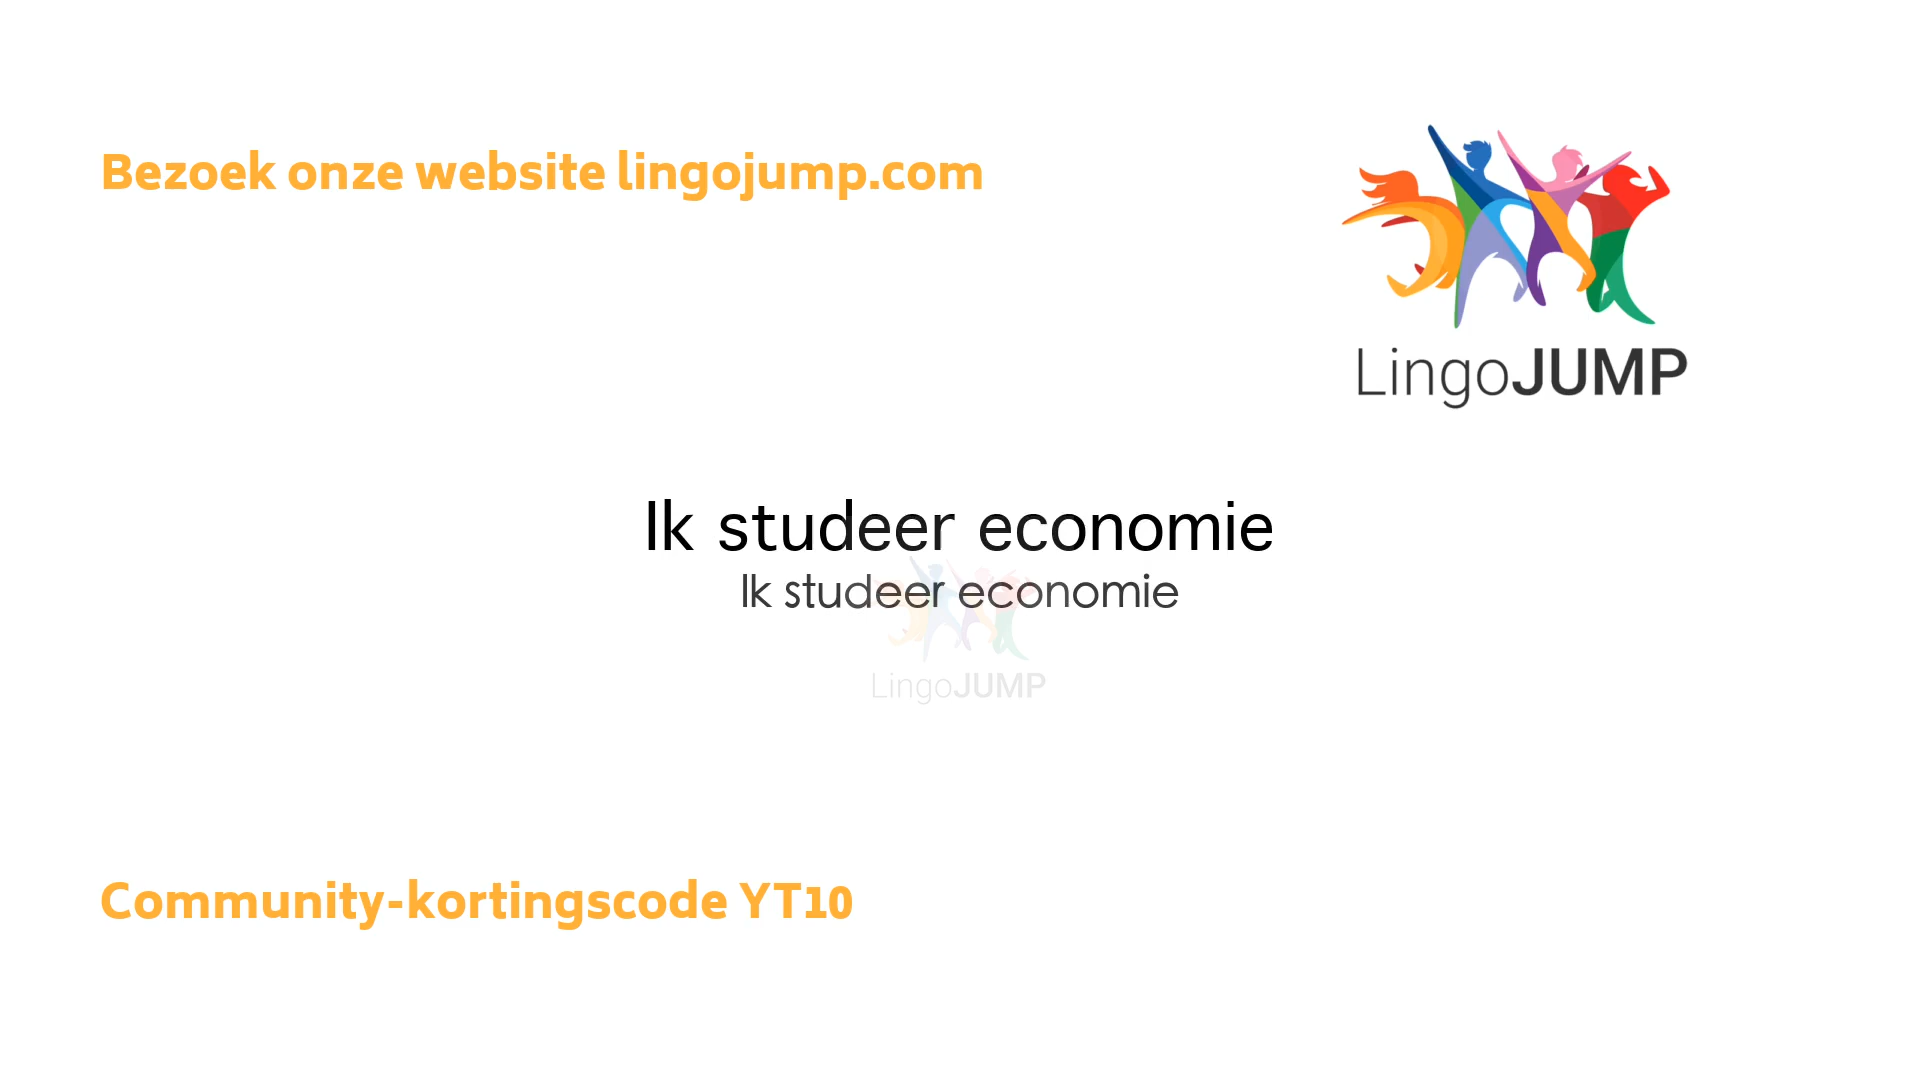 Bezoek onze website lingojump.com
LingoJUMP
Ik studeer economie
Ik studeer economie
LingoJUMP
Community-kortingscode YT10